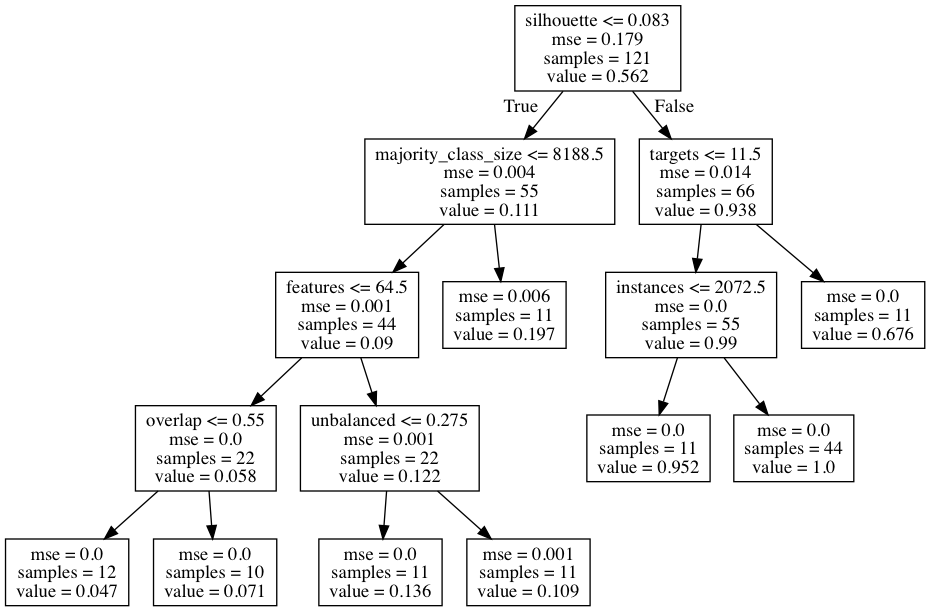 silhouette <= 0.083
mse = 0.179
samples = 121
value = 0.562
True
False
majority_class_size <= 8188.5
mse = 0.004
samples = 55
value = 0.111
targets <= 11.5
mse = 0.014
samples = 66
value = 0.938
features <= 64.5
mse = 0.001
samples = 44
value = 0.09
mse = 0.006
samples = 11
value = 0.197
instances <= 2072.5
mse = 0.0
samples = 55
value = 0.99
mse = 0.0
samples = 11
value = 0.676
overlap <= 0.55
mse = 0.0
samples = 22
value = 0.058
unbalanced <= 0.275
mse = 0.001
samples = 22
value = 0.122
mse = 0.0
samples = 11
value = 0.952
mse = 0.0
samples = 44
value = 1.0
mse = 0.0
samples = 12
value = 0.047
mse = 0.0
samples = 10
value = 0.071
mse = 0.0
samples = 11
value = 0.136
mse = 0.001
samples = 11
value = 0.109